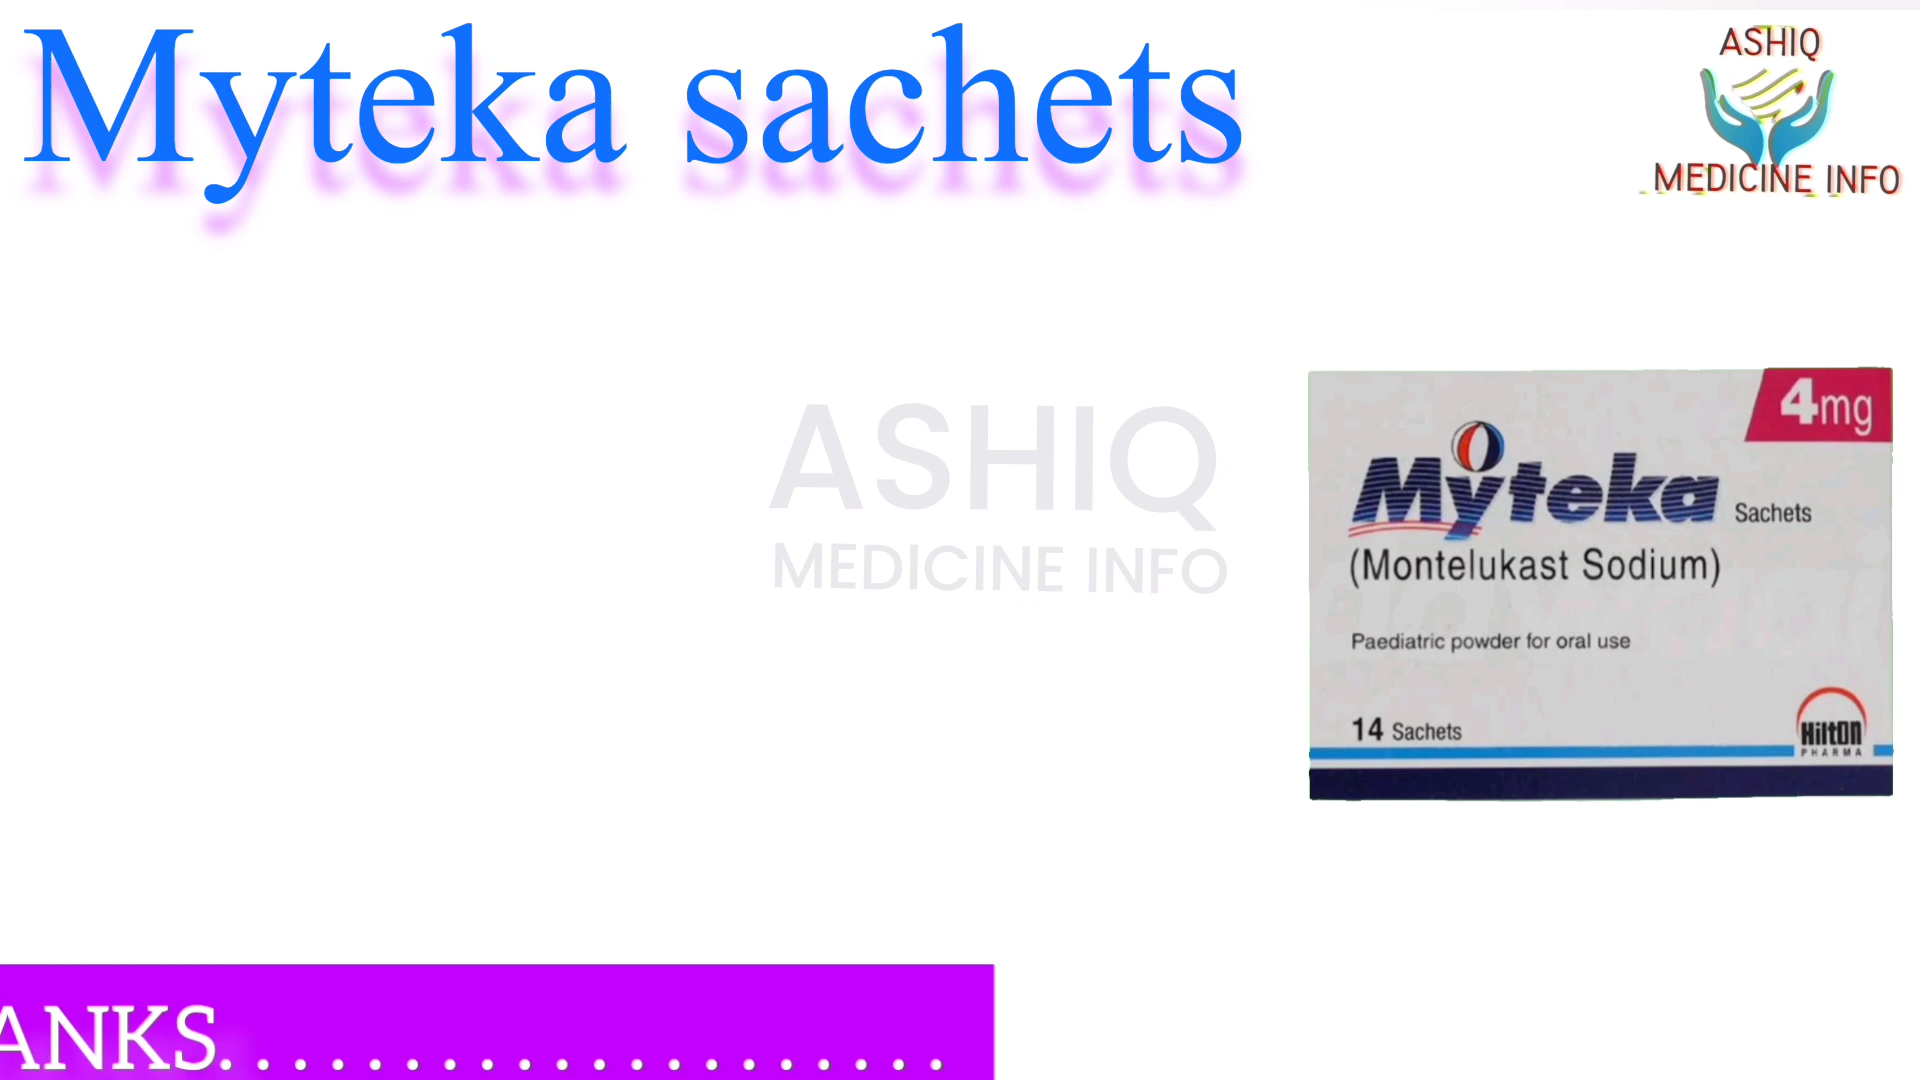 Myteka sachets
ASHIQ
MEDICINE INFO
ASHIQ
MEDICINE INFO
4mg
Myteka Sachets
(Montelukast Sodium)
Paediatric powder for oral use
14 Sachets
HiltOn
PHARMA
ANKS. . . . . . . . . . . . . . . . . . . .